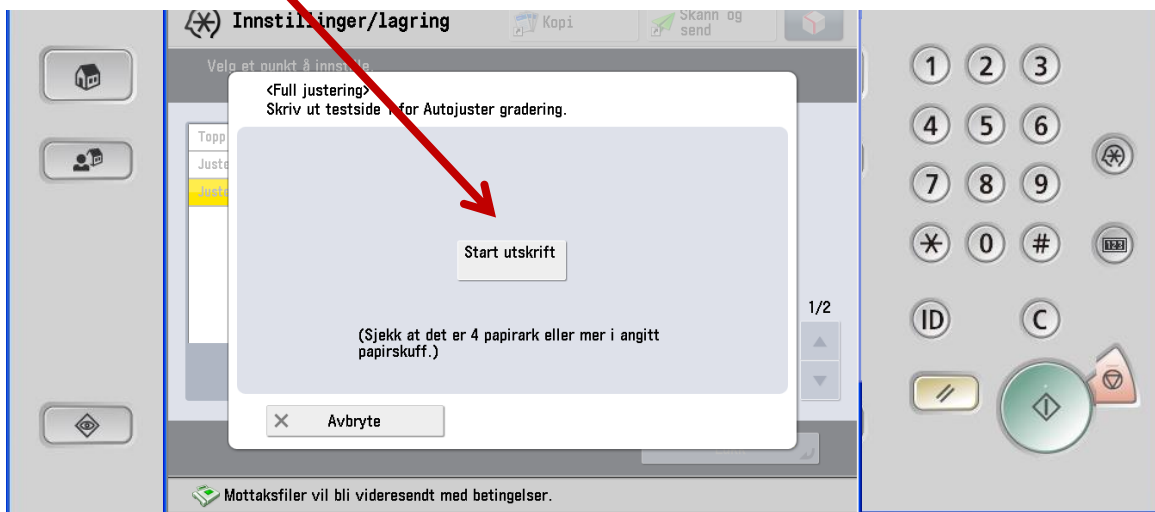 Innstillinger/lagring
Kopi
Skann og
send
Velg et punkt å innstille.
<Full justering>
Skriv ut testside 1 for Autojuster gradering.
Topp
Juste
Juste
Start utskrift
(Sjekk at det er 4 papirark eller mer i angitt
papirskuff.)
1/2
Avbryte
Mottaksfiler vil bli videresendt med betingelser.
1 2 3
4 5 6
7 8 9
0 #
123
ID C